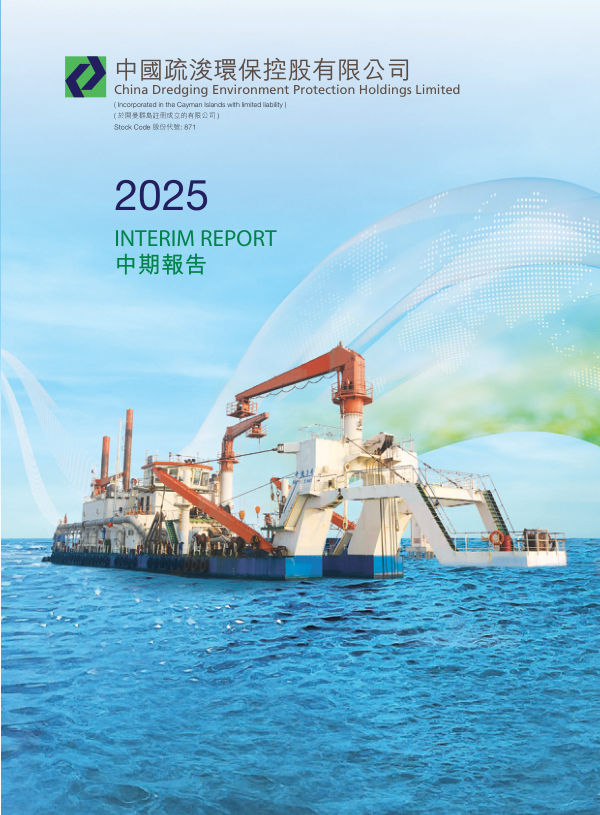 中國疏浚環保控股有限公司
China Dredging Environment Protection Holdings Limited
( Incorporated in the Cayman Islands with limited liability )
( 於開曼群島註冊成立的有限公司 )
Stock Code 股份代號: 871
2025
INTERIM REPORT
中期報告